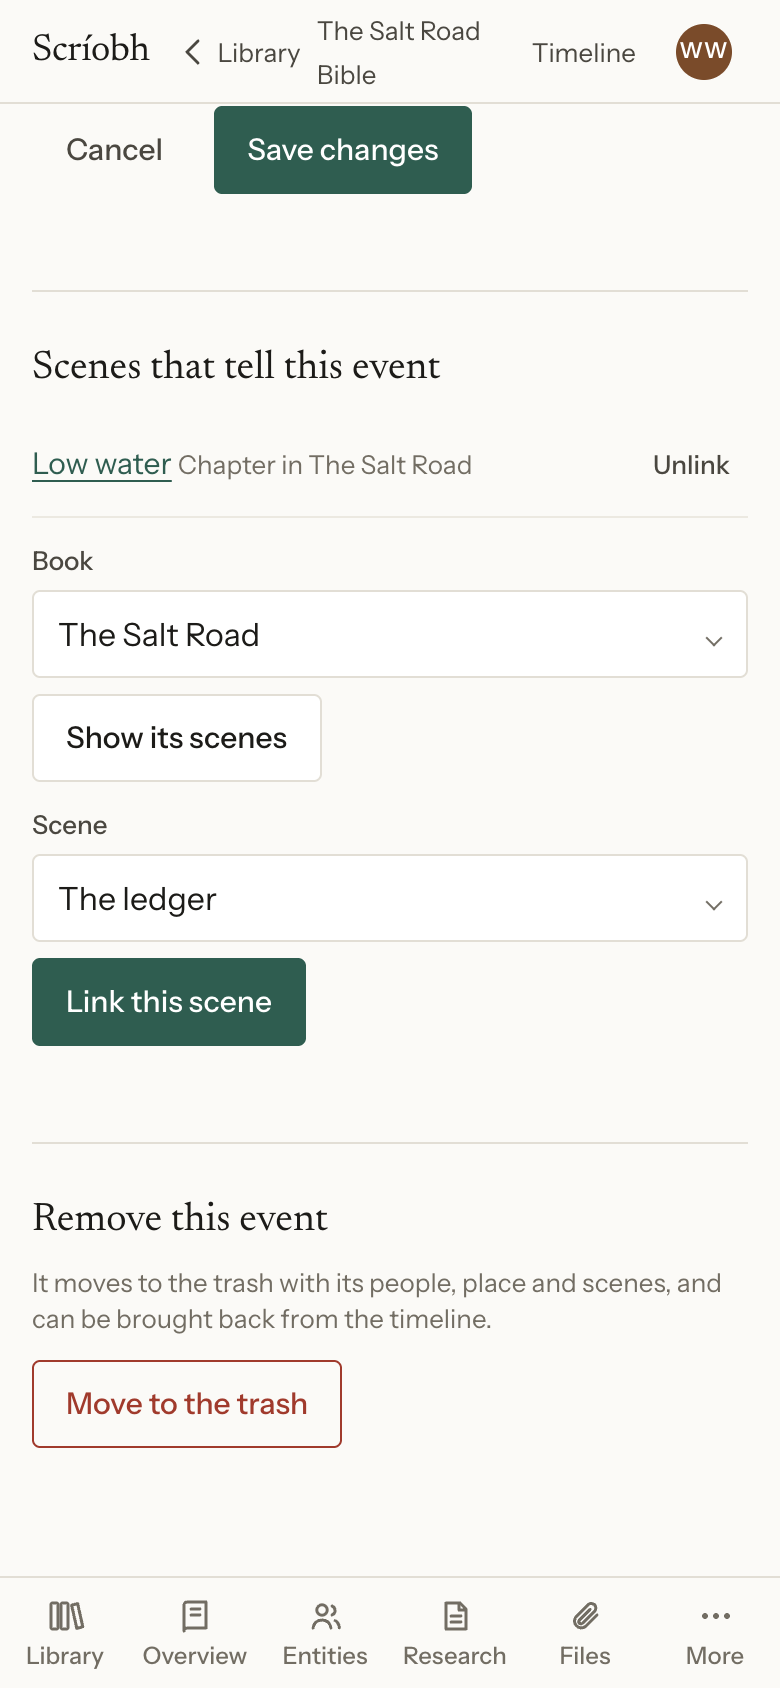 Scríobh
Library
The Salt Road
Bible
Timeline
WW
Cancel
Save changes
Scenes that tell this event
Low water Chapter in The Salt Road
Unlink
Book
The Salt Road
Show its scenes
Scene
The ledger
Link this scene
Remove this event
It moves to the trash with its people, place and scenes, and
can be brought back from the timeline.
Move to the trash
Library
Overview
Entities
Research
Files
More